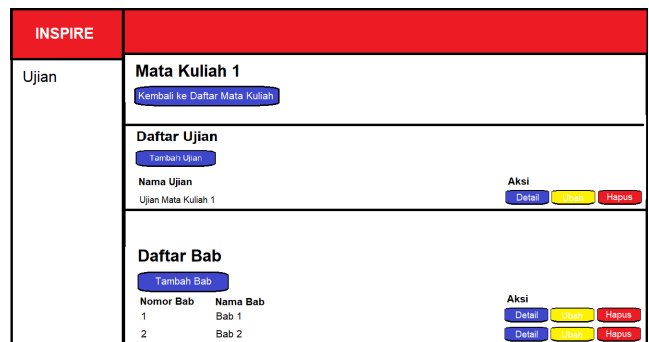 INSPIRE
Ujian
Mata Kuliah 1
Kembali ke Daftar Mata Kuliah
Daftar Ujian
Tambah Ujian
Nama Ujian Aksi
Ujian Mata Kuliah 1 Detail Ubah Hapus
Daftar Bab
Tambah Bab
Nomor Bab Nama Bab Aksi
1 Bab 1 Detail Ubah Hapus
2 Bab 2 Detail Ubah Hapus